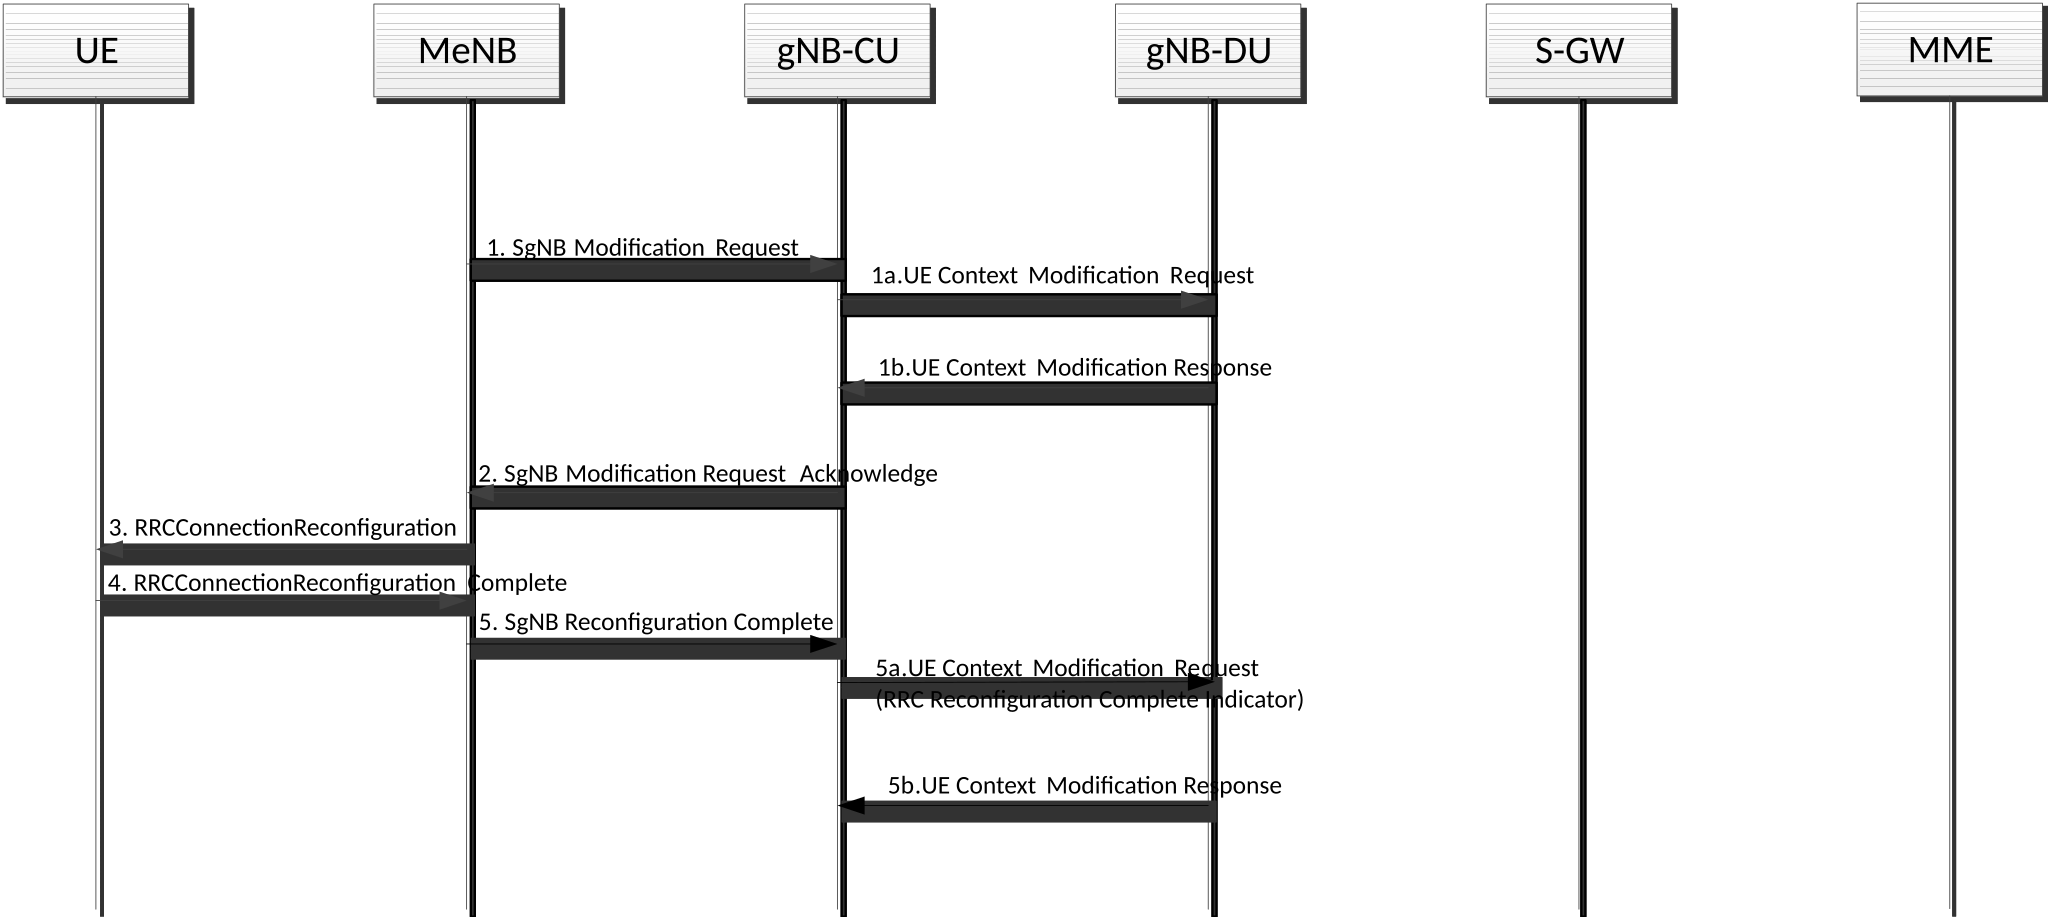 UE
MeNB
gNB-CU
gNB-DU
S-GW
MME
1. SgNB Modification Request
1a.UE Context Modification Request
1b.UE Context Modification Response
2. SgNB Modification Request Acknowledge
3. RRCConnectionReconfiguration
4. RRCConnectionReconfiguration Complete
5. SgNB Reconfiguration Complete
5a.UE Context Modification Request
(RRC Reconfiguration Complete Indicator)
5b.UE Context Modification Response